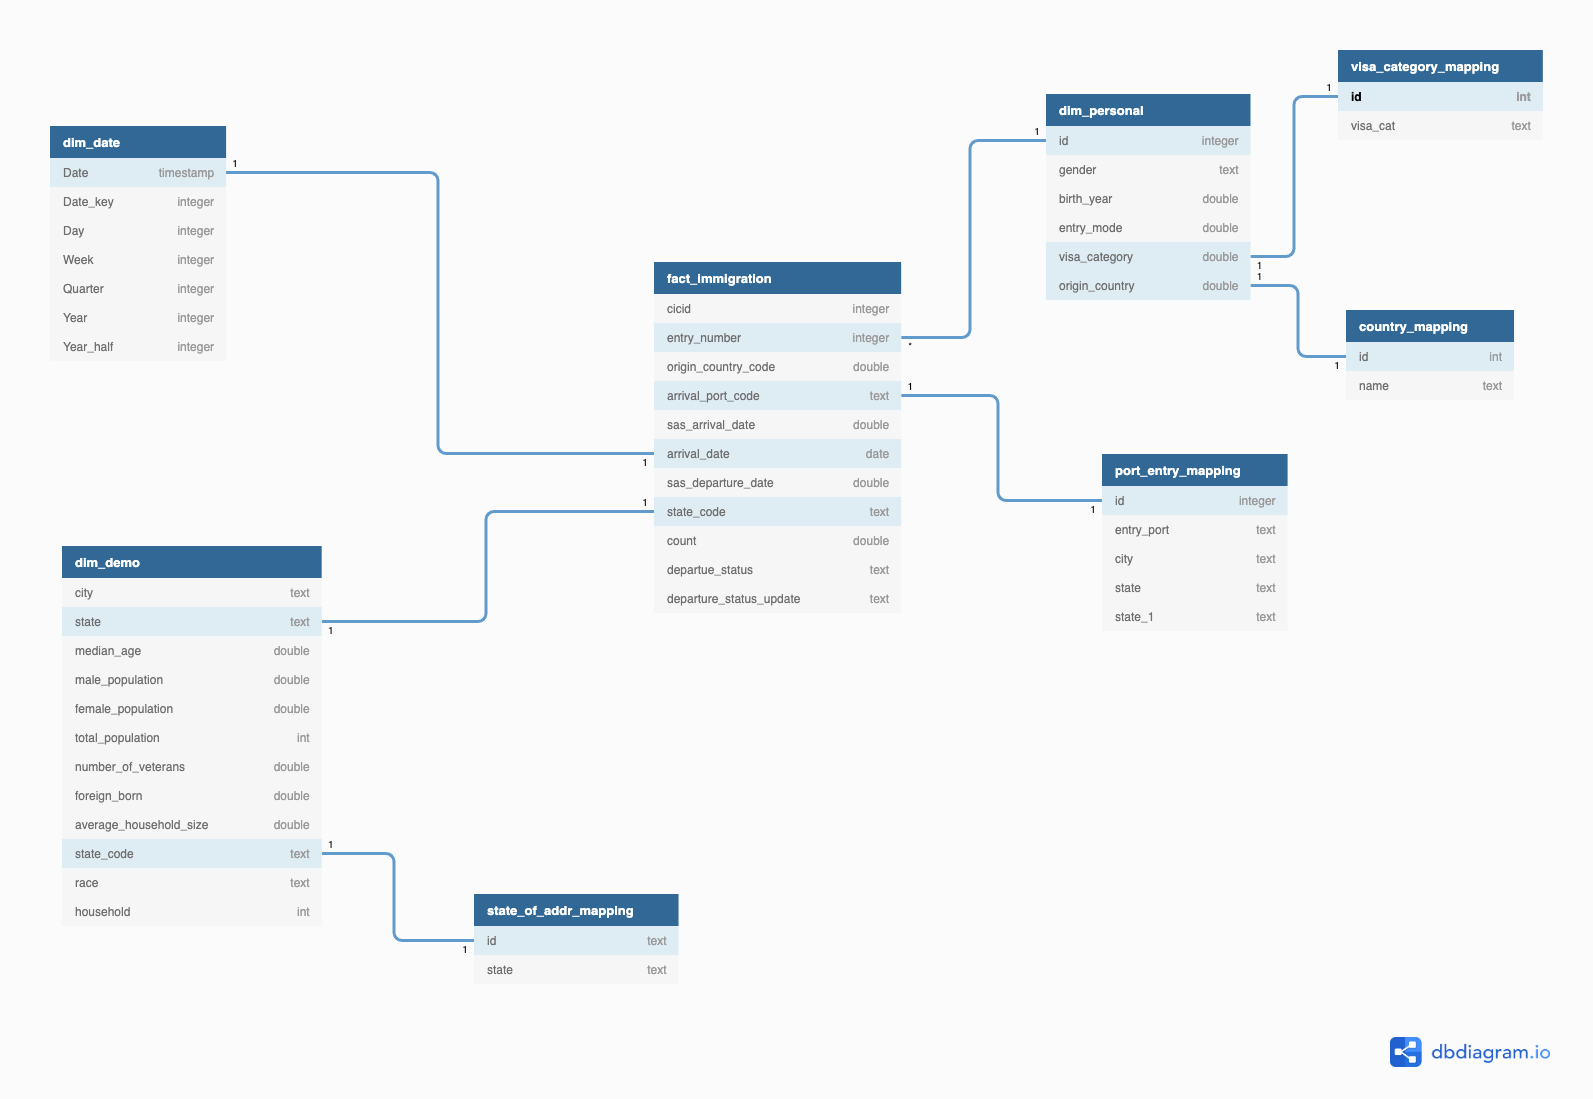 visa_category_mapping
1
id int
visa_cat text
dim_personal
1
id integer
gender text
birth_year double
entry_mode double
visa_category double
1
1
origin_country double
dim_date
Date timestamp
1
Date_key integer
Day integer
Week integer
Quarter integer
Year integer
Year_half integer
fact_immigration
cicid integer
entry_number integer
*
origin_country_code double
1
arrival_port_code text
sas_arrival_date double
arrival_date date
1
sas_departure_date double
1
state_code text
count double
departue_status text
departure_status_update text
country_mapping
id int
1
name text
port_entry_mapping
id integer
1
entry_port text
city text
state text
state_1 text
dim_demo
city text
state text
1
median_age double
male_population double
female_population double
total_population int
number_of_veterans double
foreign_born double
average_household_size double
1
state_code text
race text
household int
state_of_addr_mapping
id text
1
state text
dbdiagram.io